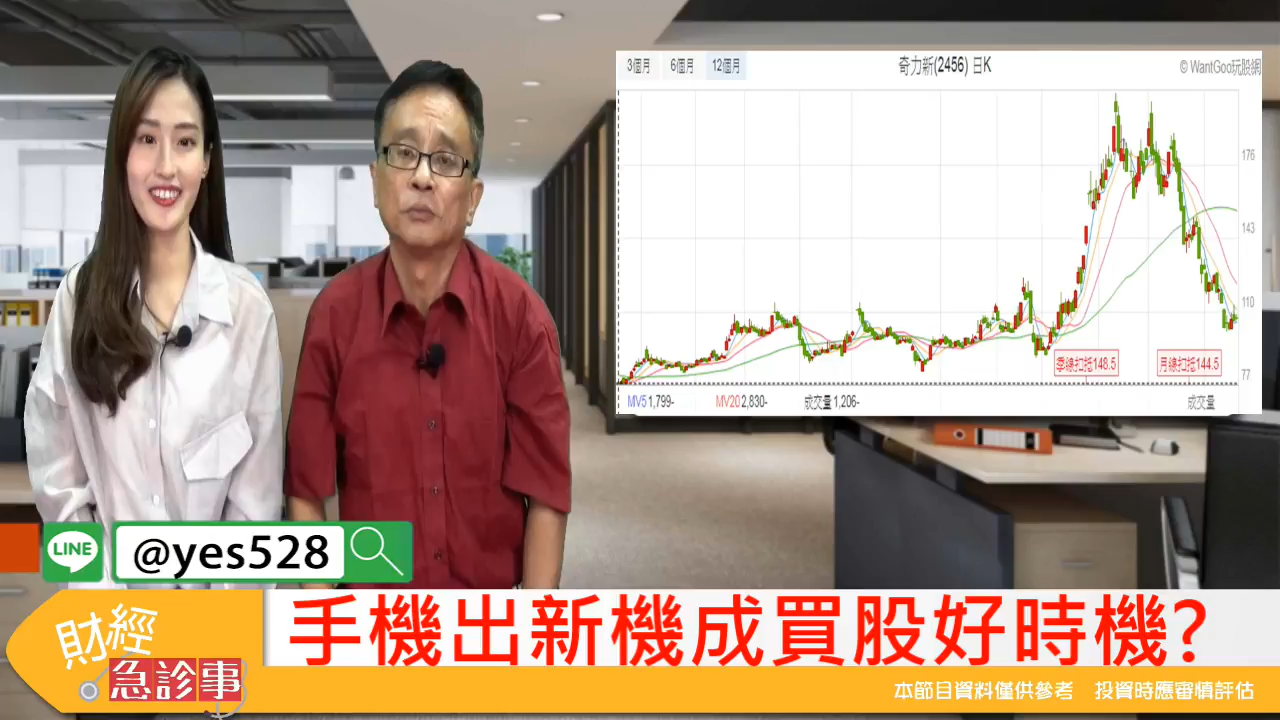 3個月 6個月 12個月 奇力新(2456) 日K © WantGoo玩股網
176
143
110
77
季線扣抵148.5 月線扣抵144.5
MV5 1,799- MV20 2,830- 成交量 1,206- 成交量
LINE @yes528
手機出新機成買股好時機?
財經
急診事
本節目資料僅供參考 投資時應審慎評估